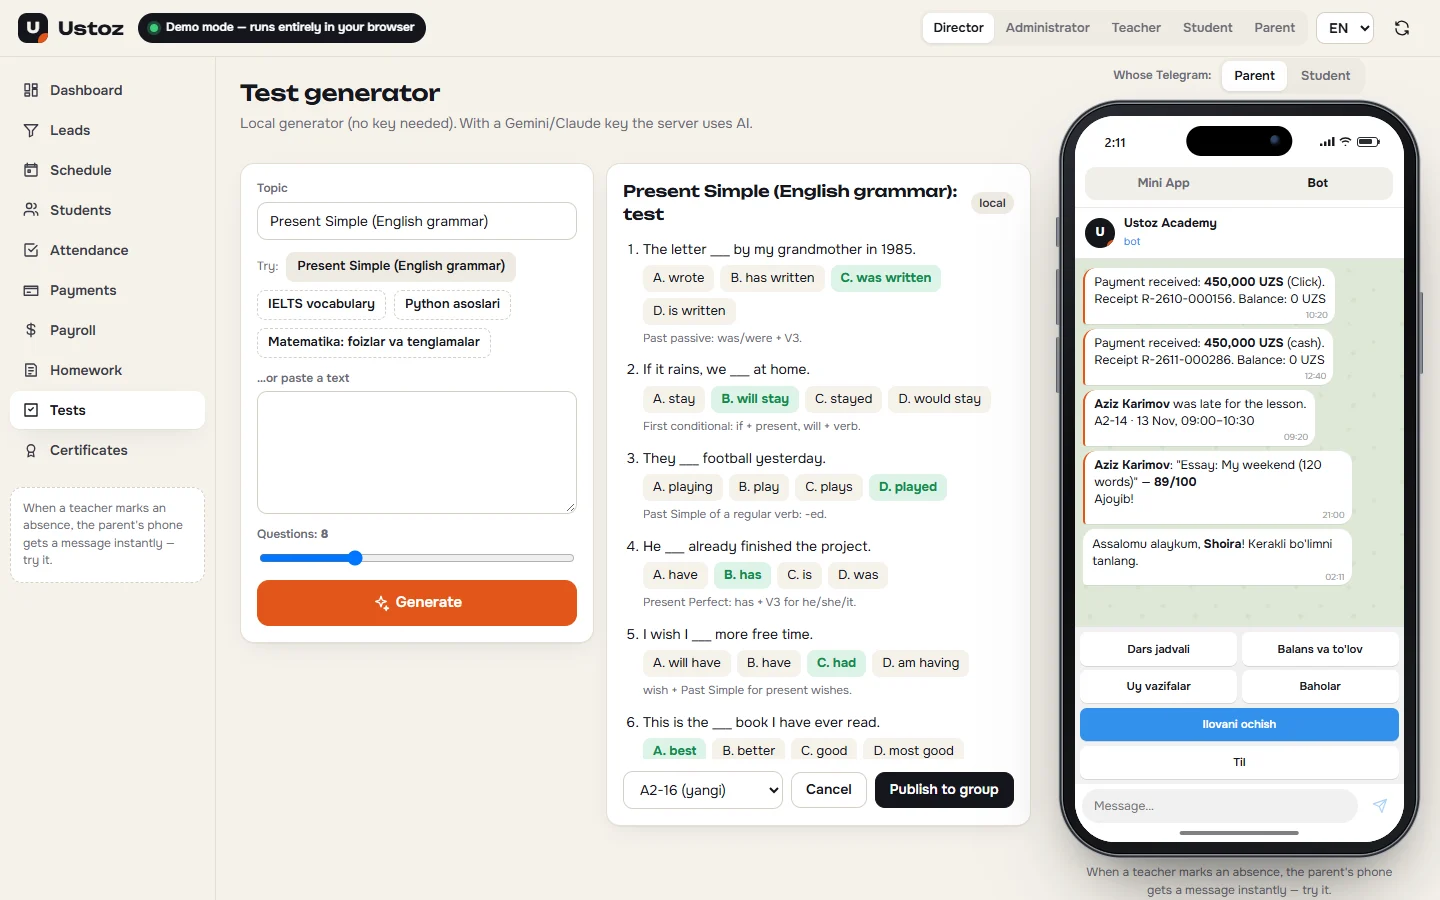 U Ustoz
Demo mode — runs entirely in your browser
Director Administrator Teacher Student Parent
EN
Dashboard
Leads
Schedule
Students
Attendance
Payments
Payroll
Homework
Tests
Certificates
When a teacher marks an
absence, the parent's phone
gets a message instantly —
try it.
Test generator
Local generator (no key needed). With a Gemini/Claude key the server uses AI.
Topic
Present Simple (English grammar)
Try: Present Simple (English grammar)
IELTS vocabulary Python asoslari
Matematika: foizlar va tenglamalar
...or paste a text
Questions: 8
Generate
Present Simple (English grammar):
test
local
1. The letter ___ by my grandmother in 1985.
A. wrote B. has written C. was written
D. is written
Past passive: was/were + V3.
2. If it rains, we ___ at home.
A. stay B. will stay C. stayed D. would stay
First conditional: if + present, will + verb.
3. They ___ football yesterday.
A. playing B. play C. plays D. played
Past Simple of a regular verb: -ed.
4. He ___ already finished the project.
A. have B. has C. is D. was
Present Perfect: has + V3 for he/she/it.
5. I wish I ___ more free time.
A. will have B. have C. had D. am having
wish + Past Simple for present wishes.
6. This is the ___ book I have ever read.
A. best B. better C. good D. most good
A2-16 (yangi) Cancel Publish to group
Whose Telegram: Parent Student
2:11
Mini App Bot
U Ustoz Academy
bot
Payment received: 450,000 UZS (Click).
Receipt R-2610-000156. Balance: 0 UZS
10:20
Payment received: 450,000 UZS (cash).
Receipt R-2611-000286. Balance: 0 UZS
12:40
Aziz Karimov was late for the lesson.
A2-14 · 13 Nov, 09:00–10:30
09:20
Aziz Karimov: "Essay: My weekend (120
words)" — 89/100
Ajoyib!
21:00
Assalomu alaykum, Shoira! Kerakli bo'limni
tanlang.
02:11
Dars jadvali Balans va to'lov
Uy vazifalar Baholar
Ilovani ochish
Til
Message...
When a teacher marks an absence, the parent's phone
gets a message instantly — try it.